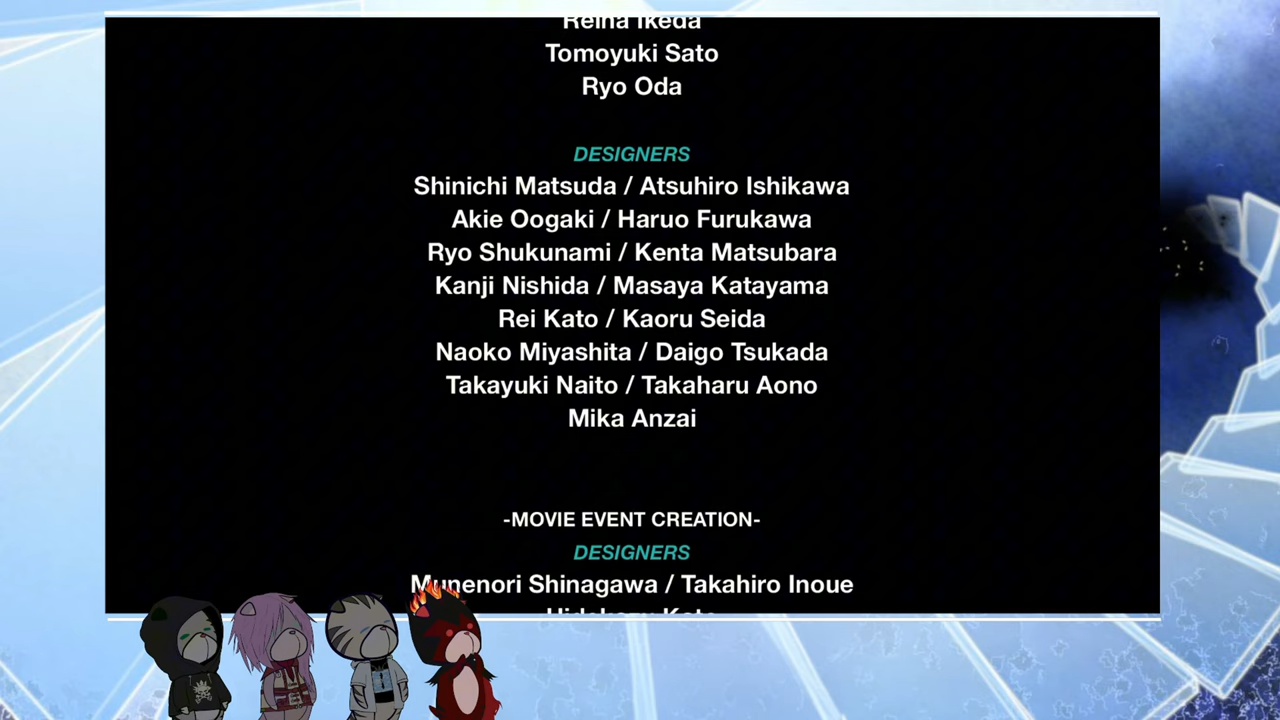 Reina Ikeda
Tomoyuki Sato
Ryo Oda
DESIGNERS
Shinichi Matsuda / Atsuhiro Ishikawa
Akie Oogaki / Haruo Furukawa
Ryo Shukunami / Kenta Matsubara
Kanji Nishida / Masaya Katayama
Rei Kato / Kaoru Seida
Naoko Miyashita / Daigo Tsukada
Takayuki Naito / Takaharu Aono
Mika Anzai
-MOVIE EVENT CREATION-
DESIGNERS
Munenori Shinagawa / Takahiro Inoue